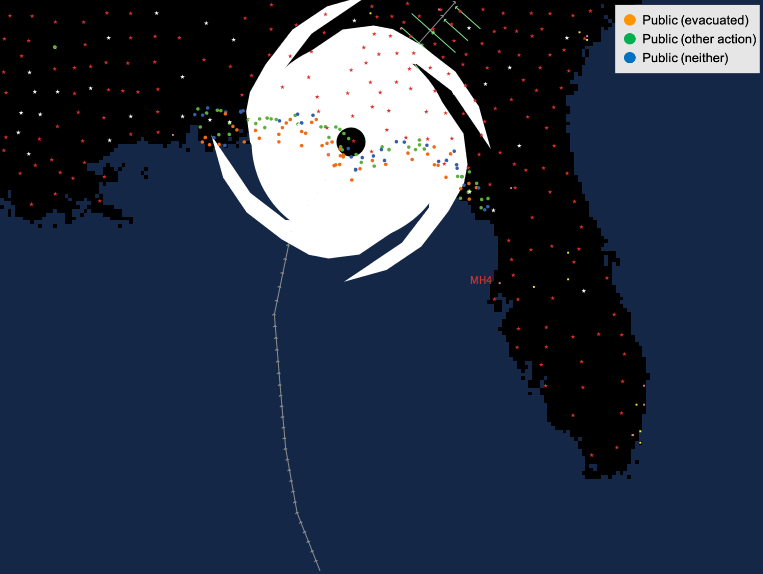 Public (evacuated)
Public (other action)
Public (neither)
MH4